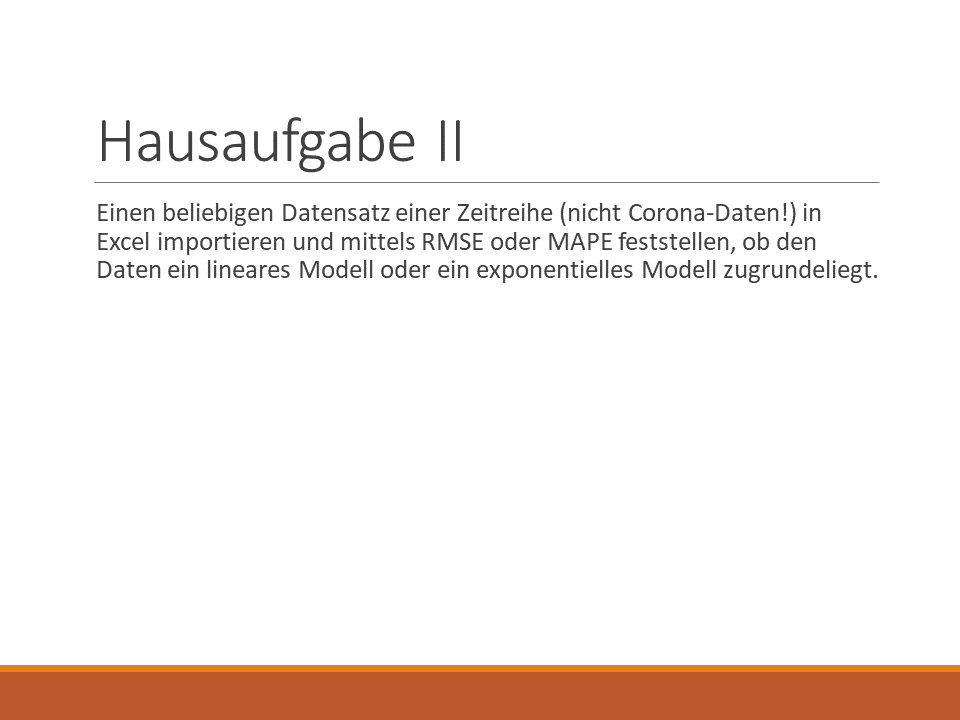 Hausaufgabe II
Einen beliebigen Datensatz einer Zeitreihe (nicht Corona-Daten!) in
Excel importieren und mittels RMSE oder MAPE feststellen, ob den
Daten ein lineares Modell oder ein exponentielles Modell zugrundeliegt.